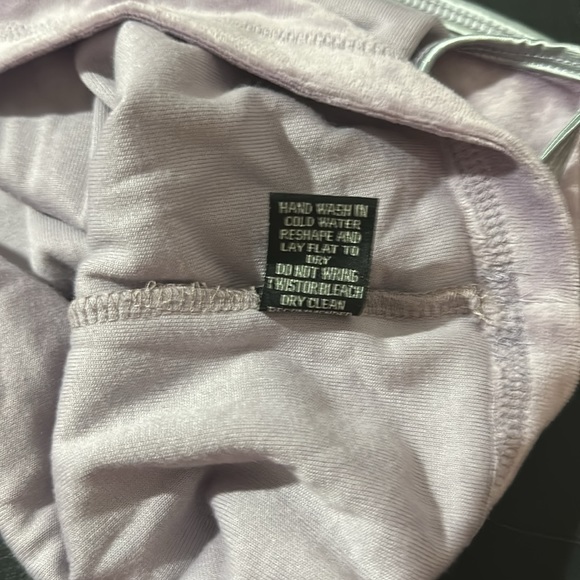 HAND WASH IN
COLD WATER
RESHAPE AND
LAY FLAT TO
DRY
DO NOT WRING
TWIST OR BLEACH
DRY CLEAN
RECOMMENDED